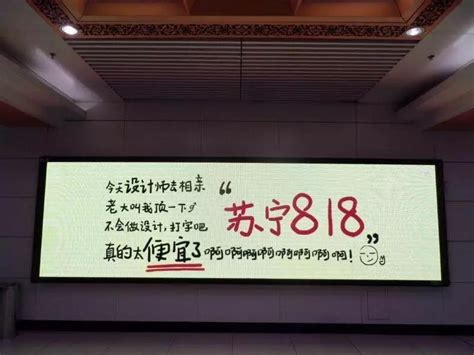 今天设计师去相亲
老大叫我顶一下
不会做设计,打字吧
真的太便宜了啊啊啊啊啊啊啊啊啊!
“苏宁818”